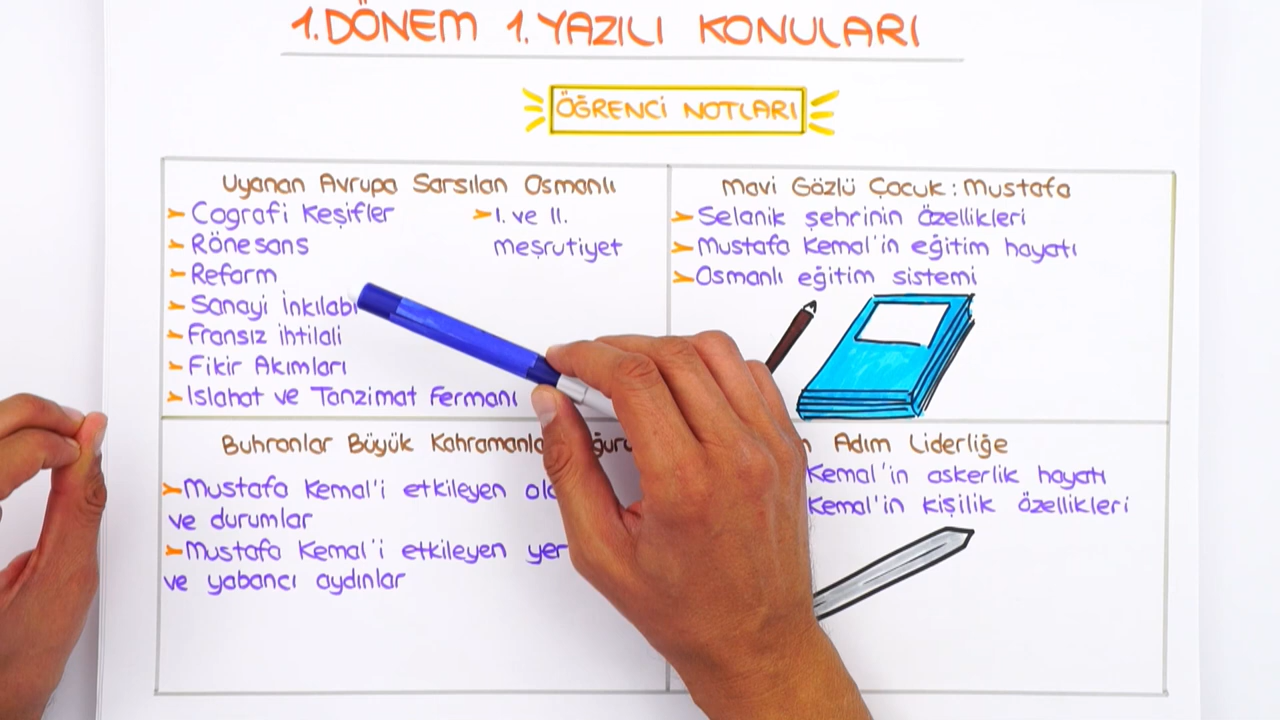 1. DÖNEM 1. YAZILI KONULARI
ÖĞRENCİ NOTLARI
Uyanan Avrupa Sarsılan Osmanlı
➤ Cografi Keşifler
➤ Rönesans
➤ Reform
➤ Sanayi İnkılabı
➤ Fransız ihtilali
➤ Fikir Akımları
➤ Islahat ve Tanzimat Fermanı
➤ I. ve II.
meşrutiyet
Mavi Gözlü Çocuk: Mustafa
➤ Selanik şehrinin özellikleri
➤ Mustafa Kemal'in eğitim hayatı
➤ Osmanlı eğitim sistemi
Buhranlar Büyük
➤ Mustafa Kemal'i etkileyen
ve durumlar
➤ Mustafa Kemal'i etkileyen
ve yabancı aydınlar
Adım Liderliğe
Kemal'in askerlik hayatı
Kemal'in kişilik özellikleri